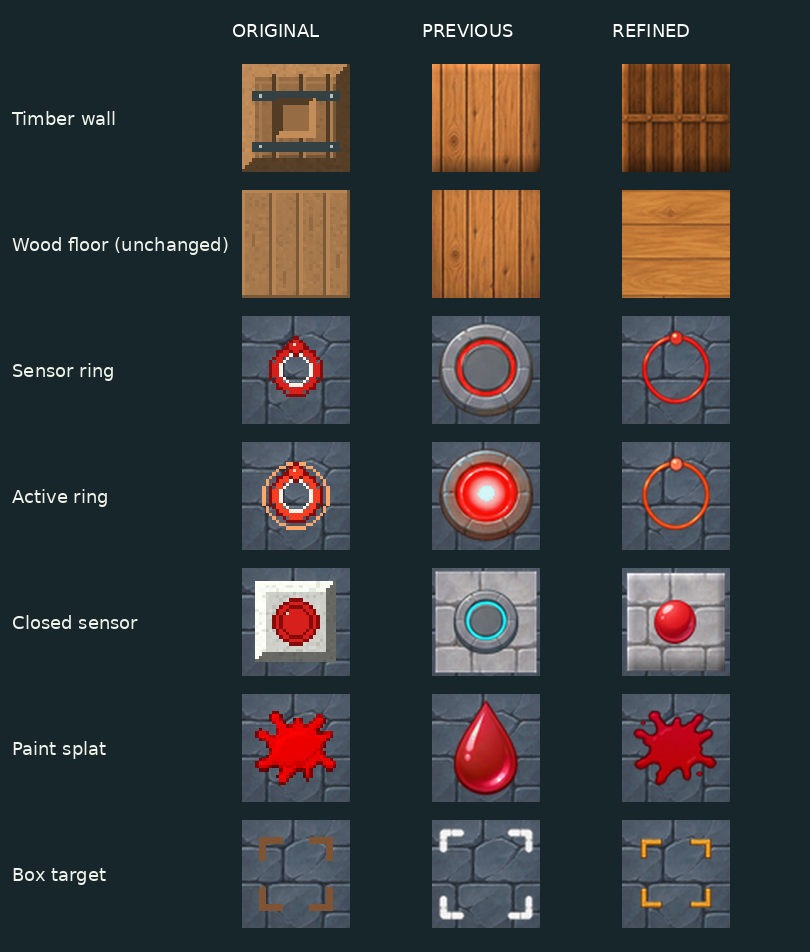 ORIGINAL PREVIOUS REFINED
Timber wall
Wood floor (unchanged)
Sensor ring
Active ring
Closed sensor
Paint splat
Box target